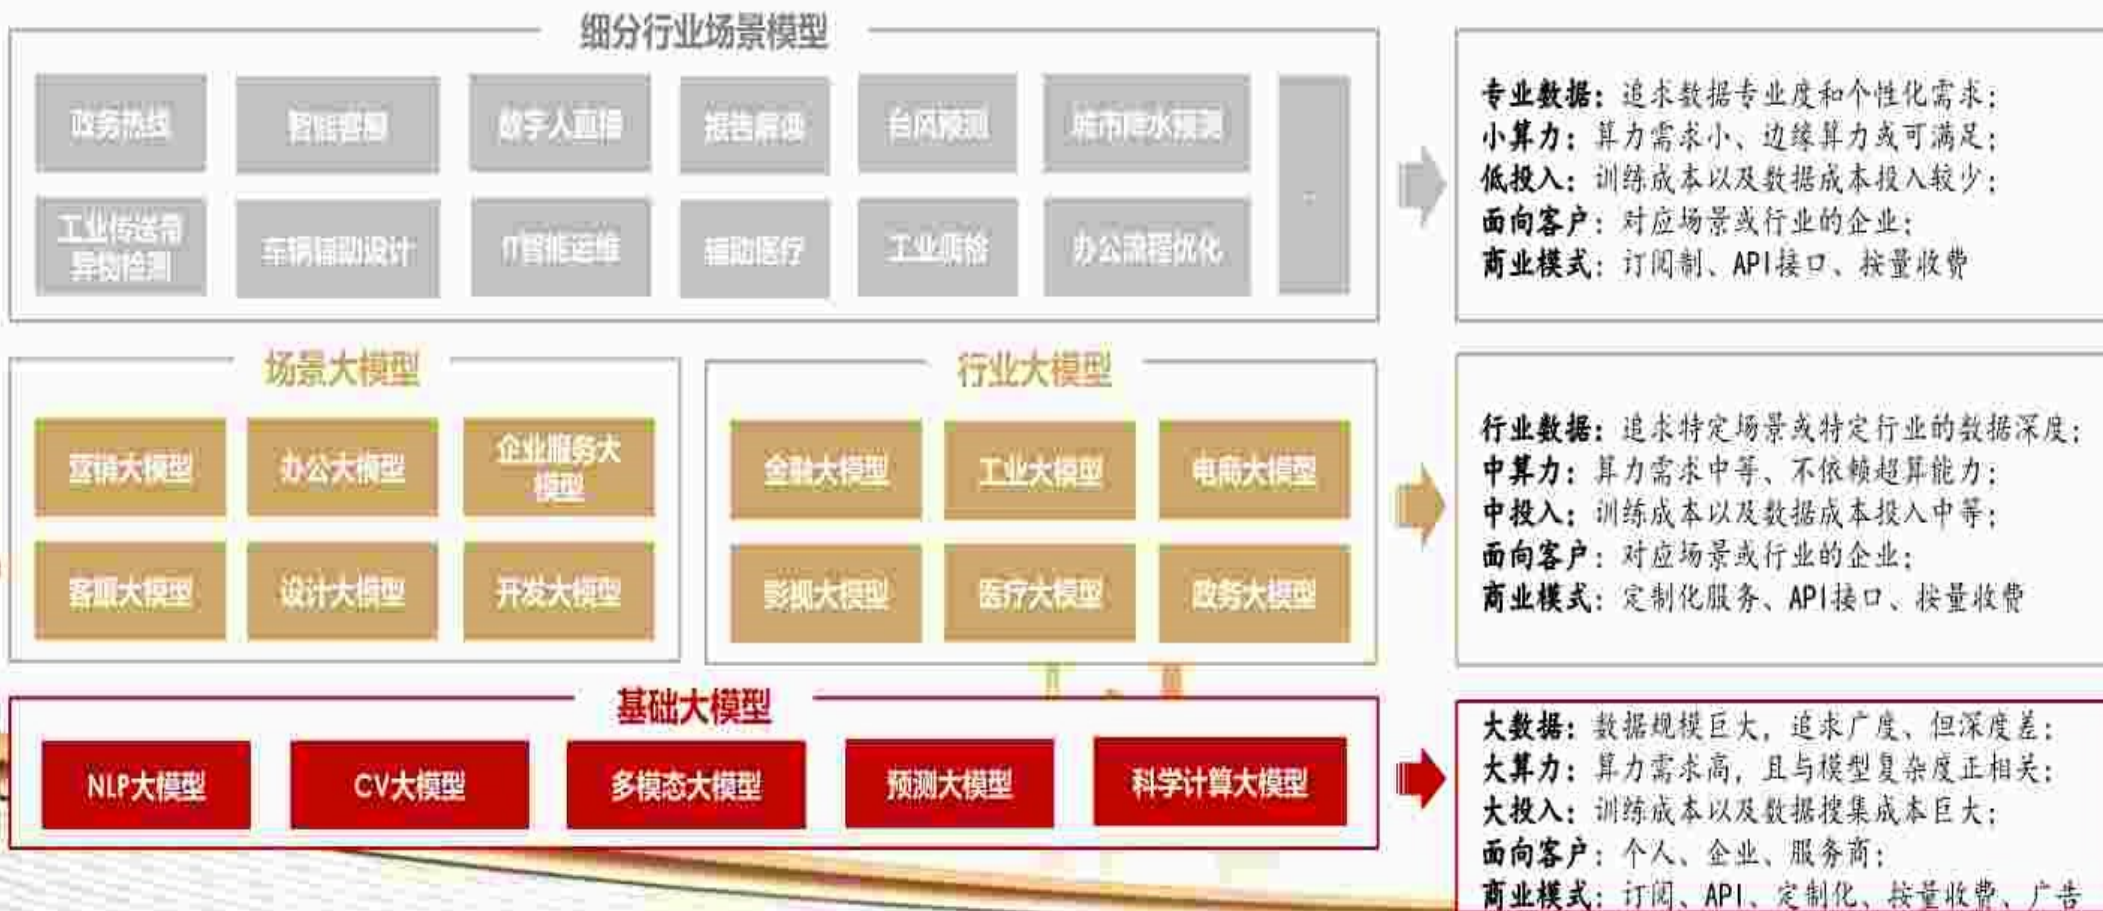 细分行业场景模型
政务热线
智能提醒
数字人直播
报告解读
台风预测
城市降水预测
工业传送带
异物检测
车辆辅助设计
IT智能运维
辅助医疗
工业质检
办公流程优化
专业数据：追求数据专业度和个性化需求；
小算力：算力需求小、边缘算力或可满足；
低投入：训练成本以及数据成本投入较少；
面向客户：对应场景或行业的企业；
商业模式：订阅制、API接口、按量收费
场景大模型
营销大模型
办公大模型
企业服务大
模型
客服大模型
设计大模型
开发大模型
行业大模型
金融大模型
工业大模型
电商大模型
影视大模型
医疗大模型
政务大模型
行业数据：追求特定场景或特定行业的数据深度；
中算力：算力需求中等、不依赖超算能力；
中投入：训练成本以及数据成本投入中等；
面向客户：对应场景或行业的企业；
商业模式：定制化服务、API接口、按量收费
基础大模型
NLP大模型
CV大模型
多模态大模型
预测大模型
科学计算大模型
大数据：数据规模巨大，追求广度、但深度差；
大算力：算力需求高，且与模型复杂度正相关；
大投入：训练成本以及数据搜集成本巨大；
面向客户：个人、企业、服务商；
商业模式：订阅、API、定制化、按量收费、广告